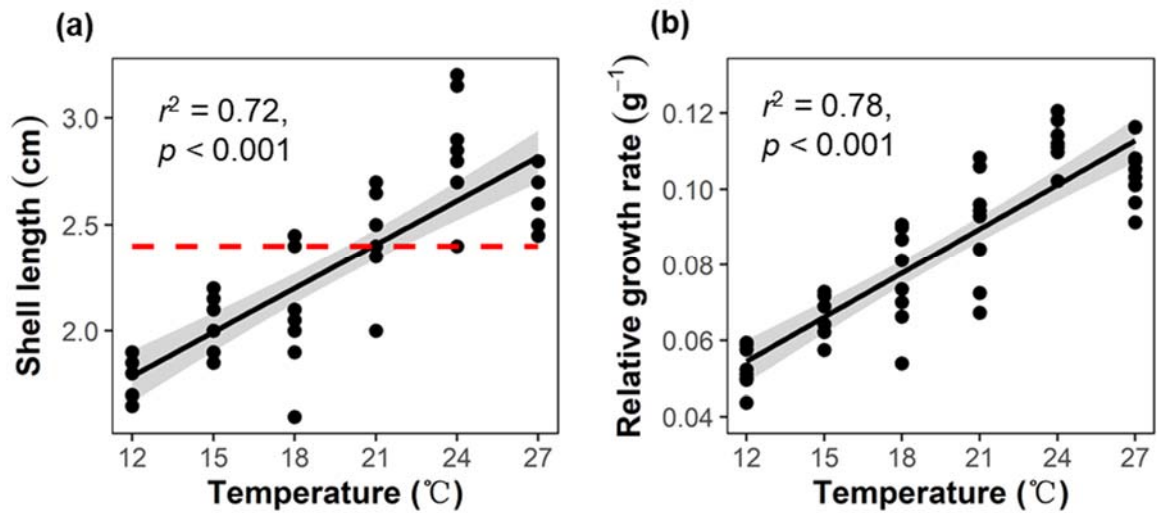 (a)
r² = 0.72,
p < 0.001
3.0
2.5
2.0
Shell length (cm)
12 15 18 21 24 27
Temperature (℃)
(b)
r² = 0.78,
p < 0.001
0.12
0.10
0.08
0.06
0.04
Relative growth rate (g⁻¹)
12 15 18 21 24 27
Temperature (℃)